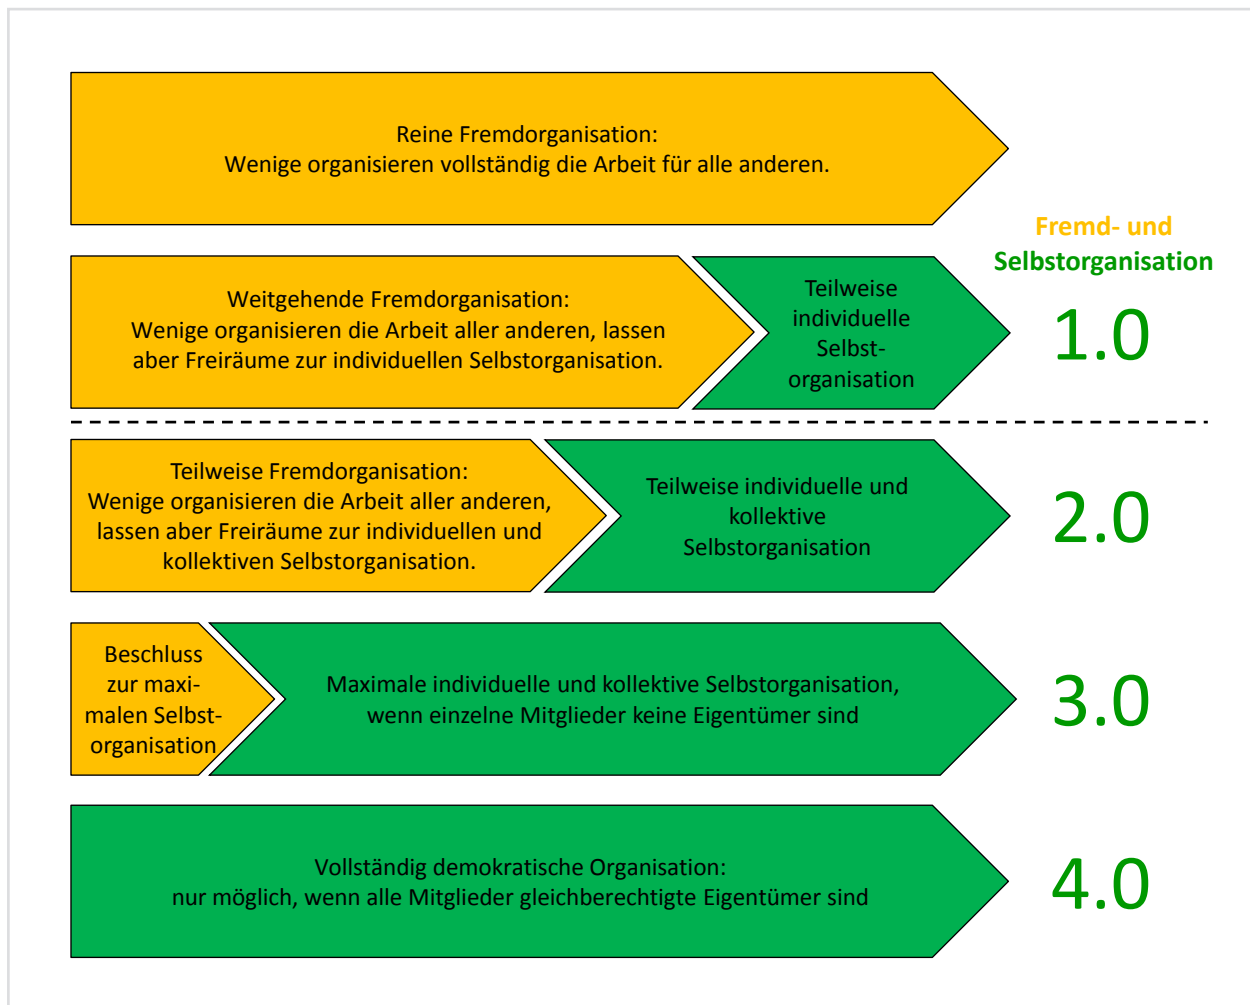 Reine Fremdorganisation:
Wenige organisieren vollständig die Arbeit für alle anderen.
Fremd- und
Selbstorganisation
Weitgehende Fremdorganisation:
Wenige organisieren die Arbeit aller anderen, lassen
aber Freiräume zur individuellen Selbstorganisation.
Teilweise
individuelle
Selbst-
organisation
1.0
Teilweise Fremdorganisation:
Wenige organisieren die Arbeit aller anderen,
lassen aber Freiräume zur individuellen und
kollektiven Selbstorganisation.
Teilweise individuelle und
kollektive
Selbstorganisation
2.0
Beschluss
zur maxi-
malen Selbst-
organisation
Maximale individuelle und kollektive Selbstorganisation,
wenn einzelne Mitglieder keine Eigentümer sind
3.0
Vollständig demokratische Organisation:
nur möglich, wenn alle Mitglieder gleichberechtigte Eigentümer sind
4.0